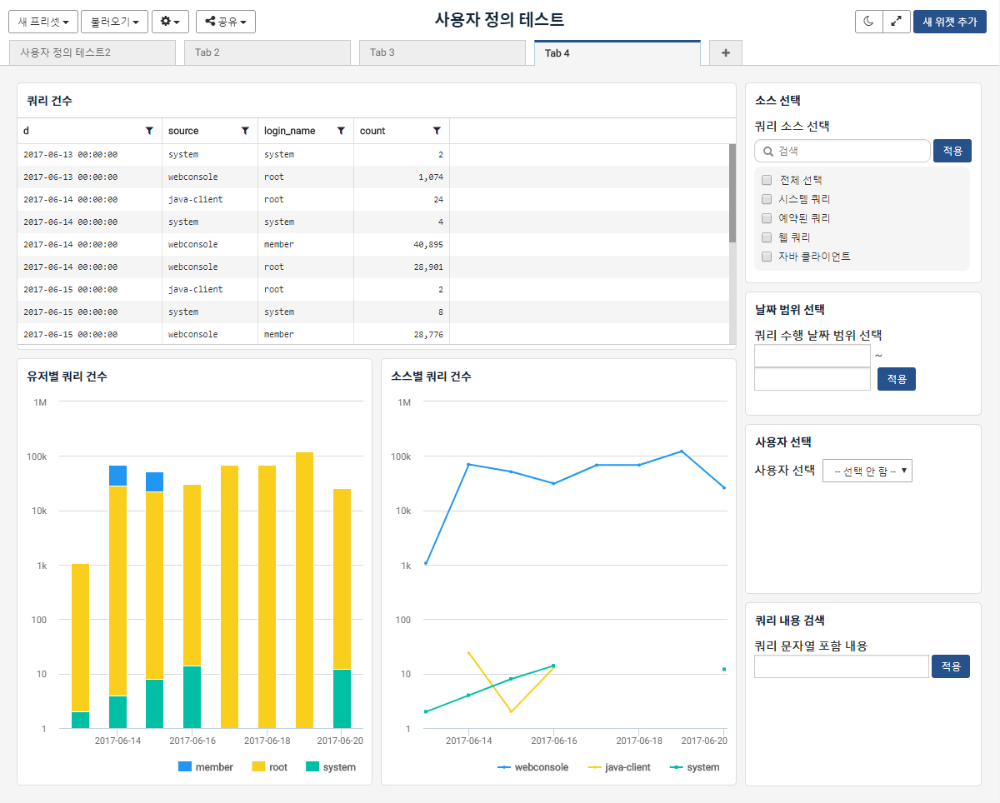 새 프리셋 불러오기 공유 사용자 정의 테스트 새 위젯 추가
사용자 정의 테스트2 Tab 2 Tab 3 Tab 4 +
쿼리 건수
d source login_name count
2017-06-13 00:00:00 system system 2
2017-06-13 00:00:00 webconsole root 1,074
2017-06-14 00:00:00 java-client root 24
2017-06-14 00:00:00 system system 4
2017-06-14 00:00:00 webconsole member 40,895
2017-06-14 00:00:00 webconsole root 28,901
2017-06-15 00:00:00 java-client root 2
2017-06-15 00:00:00 system system 8
2017-06-15 00:00:00 webconsole member 28,776
소스 선택
쿼리 소스 선택
검색 적용
전체 선택
시스템 쿼리
예약된 쿼리
웹 쿼리
자바 클라이언트
날짜 범위 선택
쿼리 수행 날짜 범위 선택
~
적용
사용자 선택
사용자 선택 -- 선택 안 함 --
쿼리 내용 검색
쿼리 문자열 포함 내용
적용
유저별 쿼리 건수
1M
100k
10k
1k
100
10
1
2017-06-14 2017-06-16 2017-06-18 2017-06-20
member root system
소스별 쿼리 건수
1M
100k
10k
1k
100
10
1
2017-06-14 2017-06-16 2017-06-18 2017-06-20
webconsole java-client system